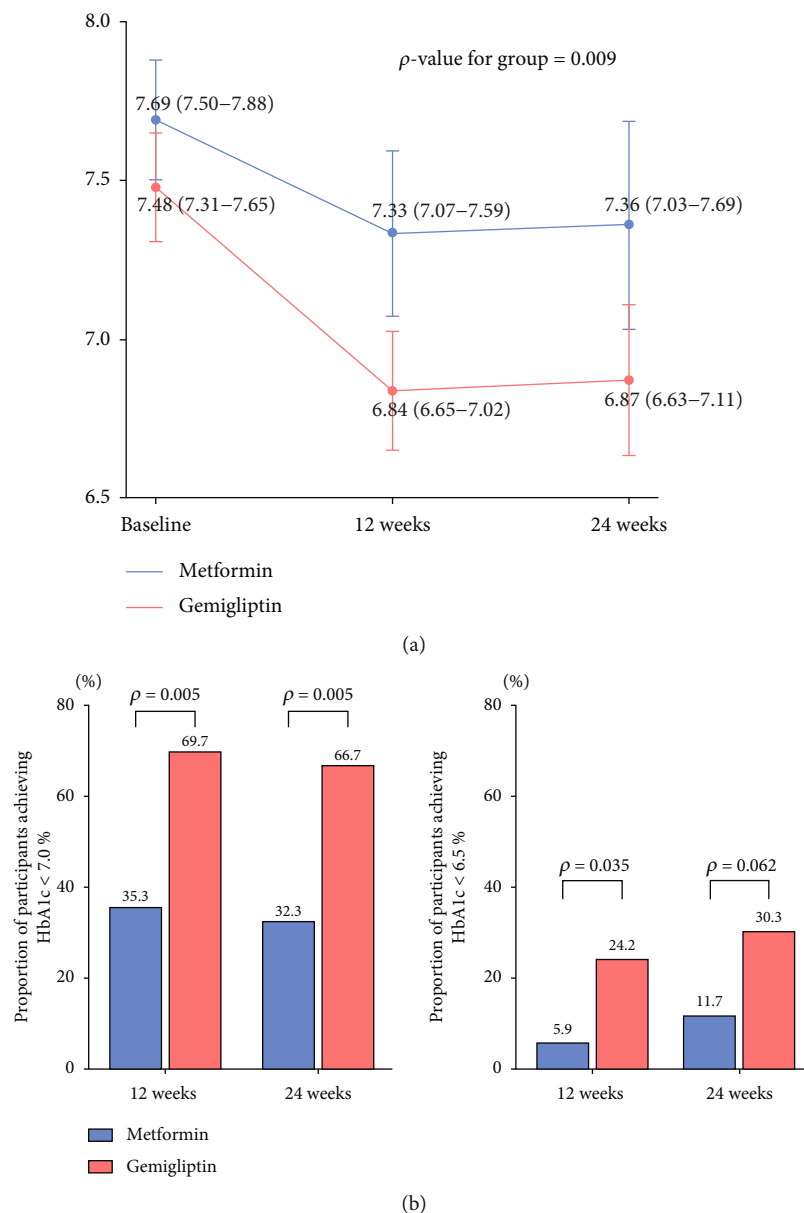 8.0
ρ-value for group = 0.009
7.69 (7.50–7.88)
7.5
7.48 (7.31–7.65)
7.33 (7.07–7.59)
7.36 (7.03–7.69)
7.0
6.84 (6.65–7.02)
6.87 (6.63–7.11)
6.5
Baseline
12 weeks
24 weeks
Metformin
Gemigliptin
(a)
(%)
80
60
40
20
0
Proportion of participants achieving
HbA1c < 7.0 %
ρ = 0.005
ρ = 0.005
35.3
69.7
32.3
66.7
12 weeks
24 weeks
Metformin
Gemigliptin
(%)
80
60
40
20
0
Proportion of participants achieving
HbA1c < 6.5 %
ρ = 0.035
ρ = 0.062
5.9
24.2
11.7
30.3
12 weeks
24 weeks
(b)